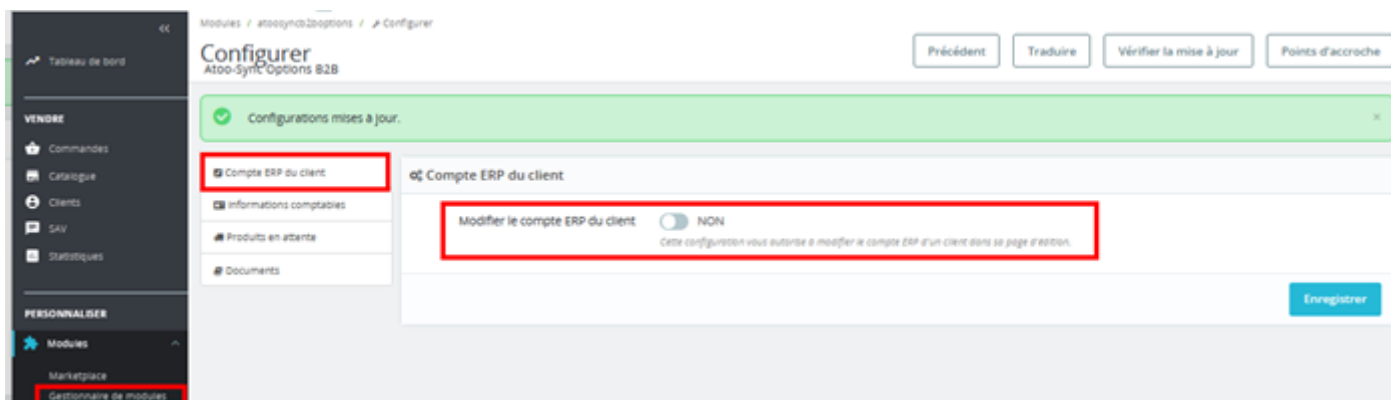 Modules / atoosyncb2boptions / Configurer
Configurer
Atoo-Sync Options B2B
Précédent
Traduire
Vérifier la mise à jour
Points d'accroche
Tableau de bord
VENDRE
Commandes
Catalogue
Clients
SAV
Statistiques
PERSONNALISER
Modules
Marketplace
Gestionnaire de modules
Configurations mises à jour.
Compte ERP du client
Informations comptables
Produits en attente
Documents
Compte ERP du client
Modifier le compte ERP du client NON
Cette configuration vous autorise à modifier le compte ERP d'un client dans sa page d'édition.
Enregistrer